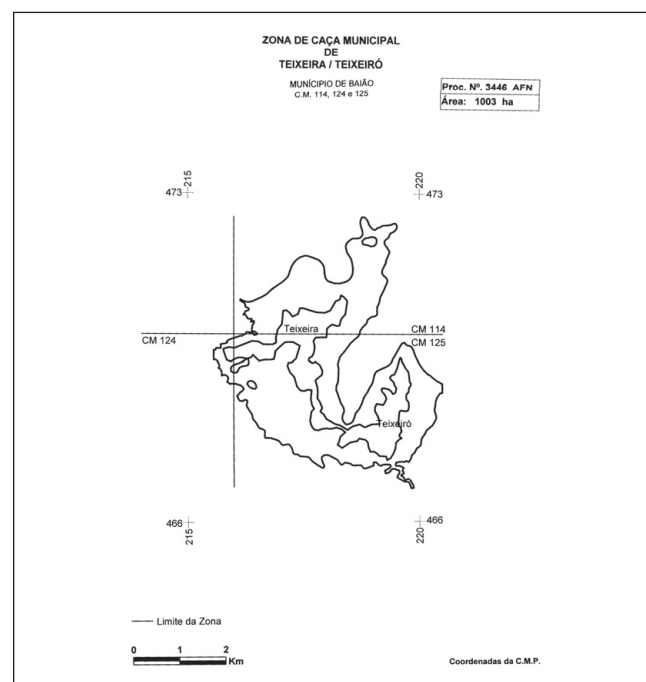 ZONA DE CAÇA MUNICIPAL
DE
TEIXEIRA / TEIXEIRÓ
MUNÍCIPIO DE BAIÃO
C.M. 114, 124 e 125
Proc. Nº. 3446 AFN
Área: 1003 ha
215
473
220
473
Teixeira
CM 114
CM 124
CM 125
Teixeiró
466
215
466
220
Limite da Zona
0 1 2
Km
Coordenadas da C.M.P.